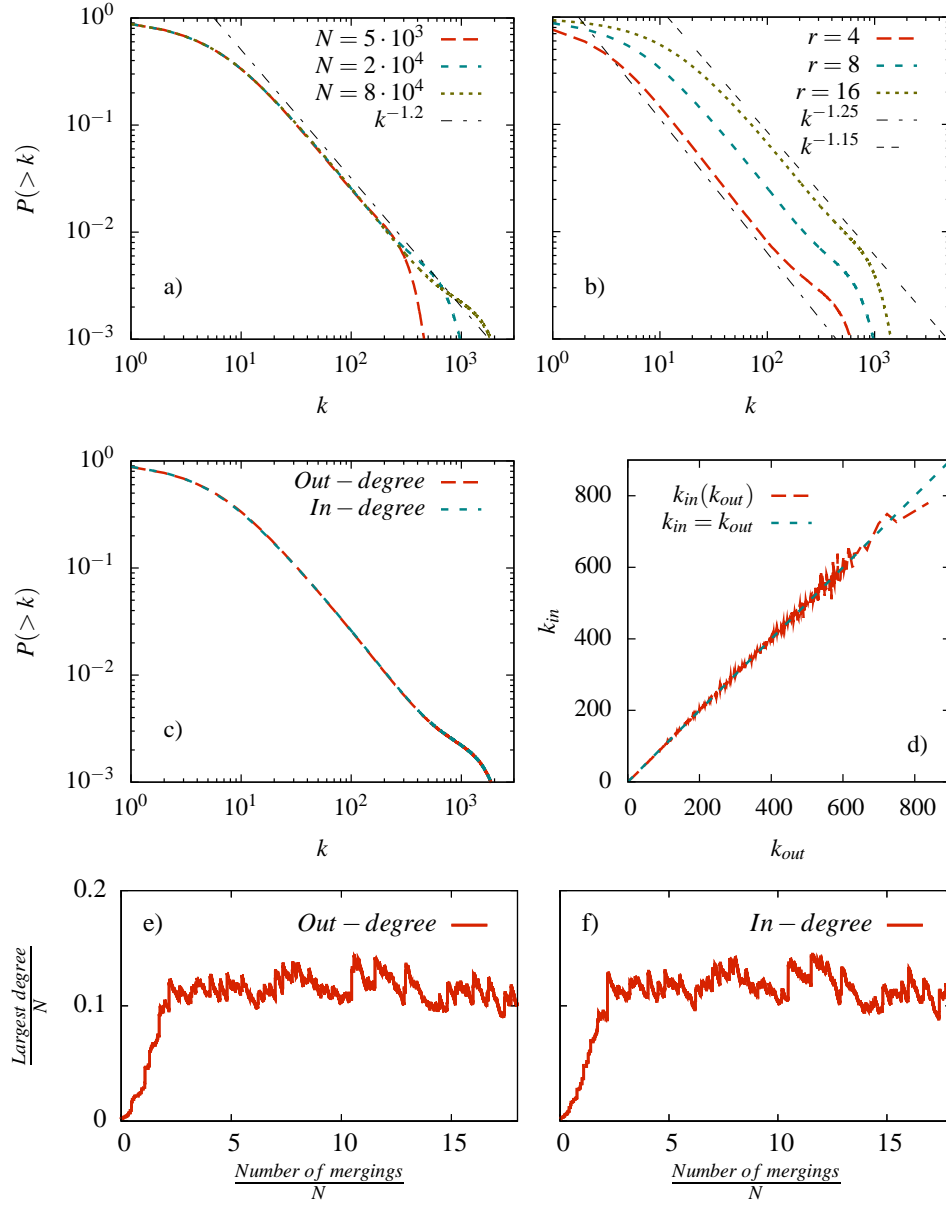 10^0
10^-1
10^-2
10^-3
P(> k)
N = 5 · 10^3
N = 2 · 10^4
N = 8 · 10^4
k^-1.2
a)
10^0 10^1 10^2 10^3
k
r = 4
r = 8
r = 16
k^-1.25
k^-1.15
b)
10^0 10^1 10^2 10^3
k
10^0
10^-1
10^-2
10^-3
P(> k)
Out − degree
In − degree
c)
10^0 10^1 10^2 10^3
k
800
600
400
200
0
k_in
k_in(k_out)
k_in = k_out
d)
0 200 400 600 800
k_out
0.2
0.1
0
Largest degree
N
e)
Out − degree
0 5 10 15
Number of mergings
N
f)
In − degree
0 5 10 15
Number of mergings
N